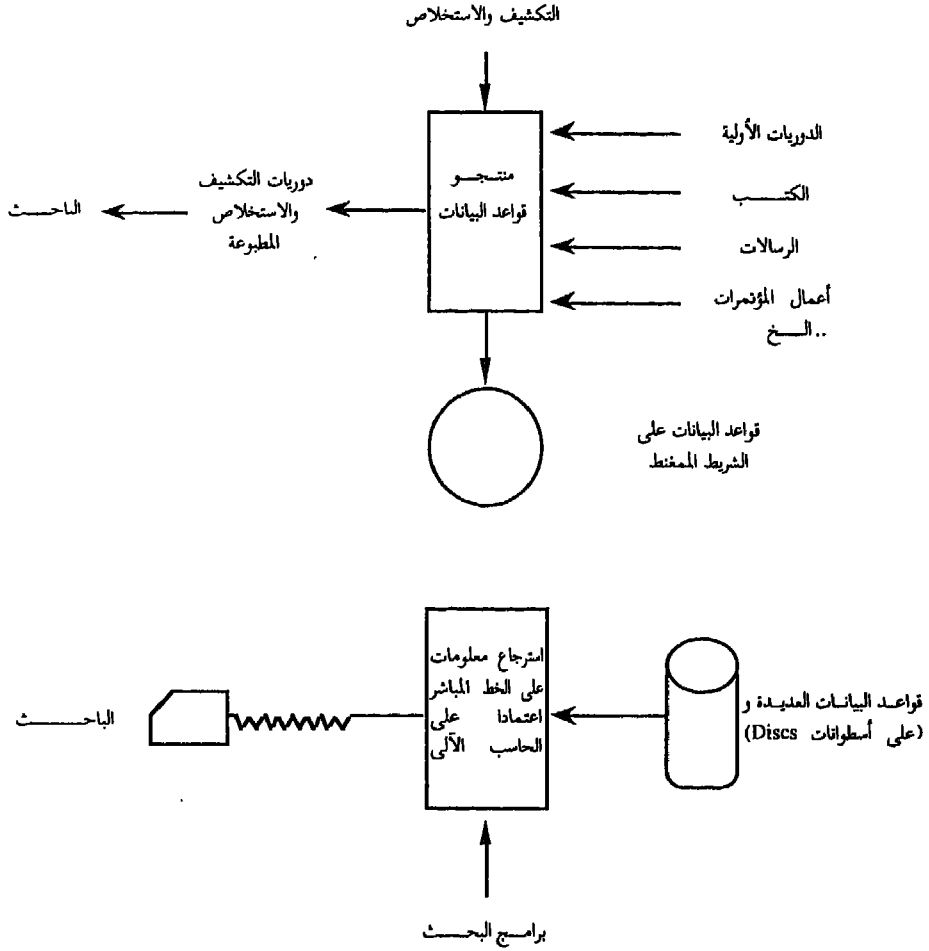 التكشيف والاستخلاص
الدوريات الأولية
الكتب
الرسالات
أعمال المؤتمرات
..الخ
منتجو
قواعد البيانات
دوريات التكشيف
والاستخلاص
المطبوعة
الباحث
قواعد البيانات على
الشريط الممغنط
قواعد البيانات العديدة و
(على أسطوانات Discs)
استرجاع معلومات
على الخط المباشر
اعتمادا على
الحاسب الآلى
الباحث
برامج البحث